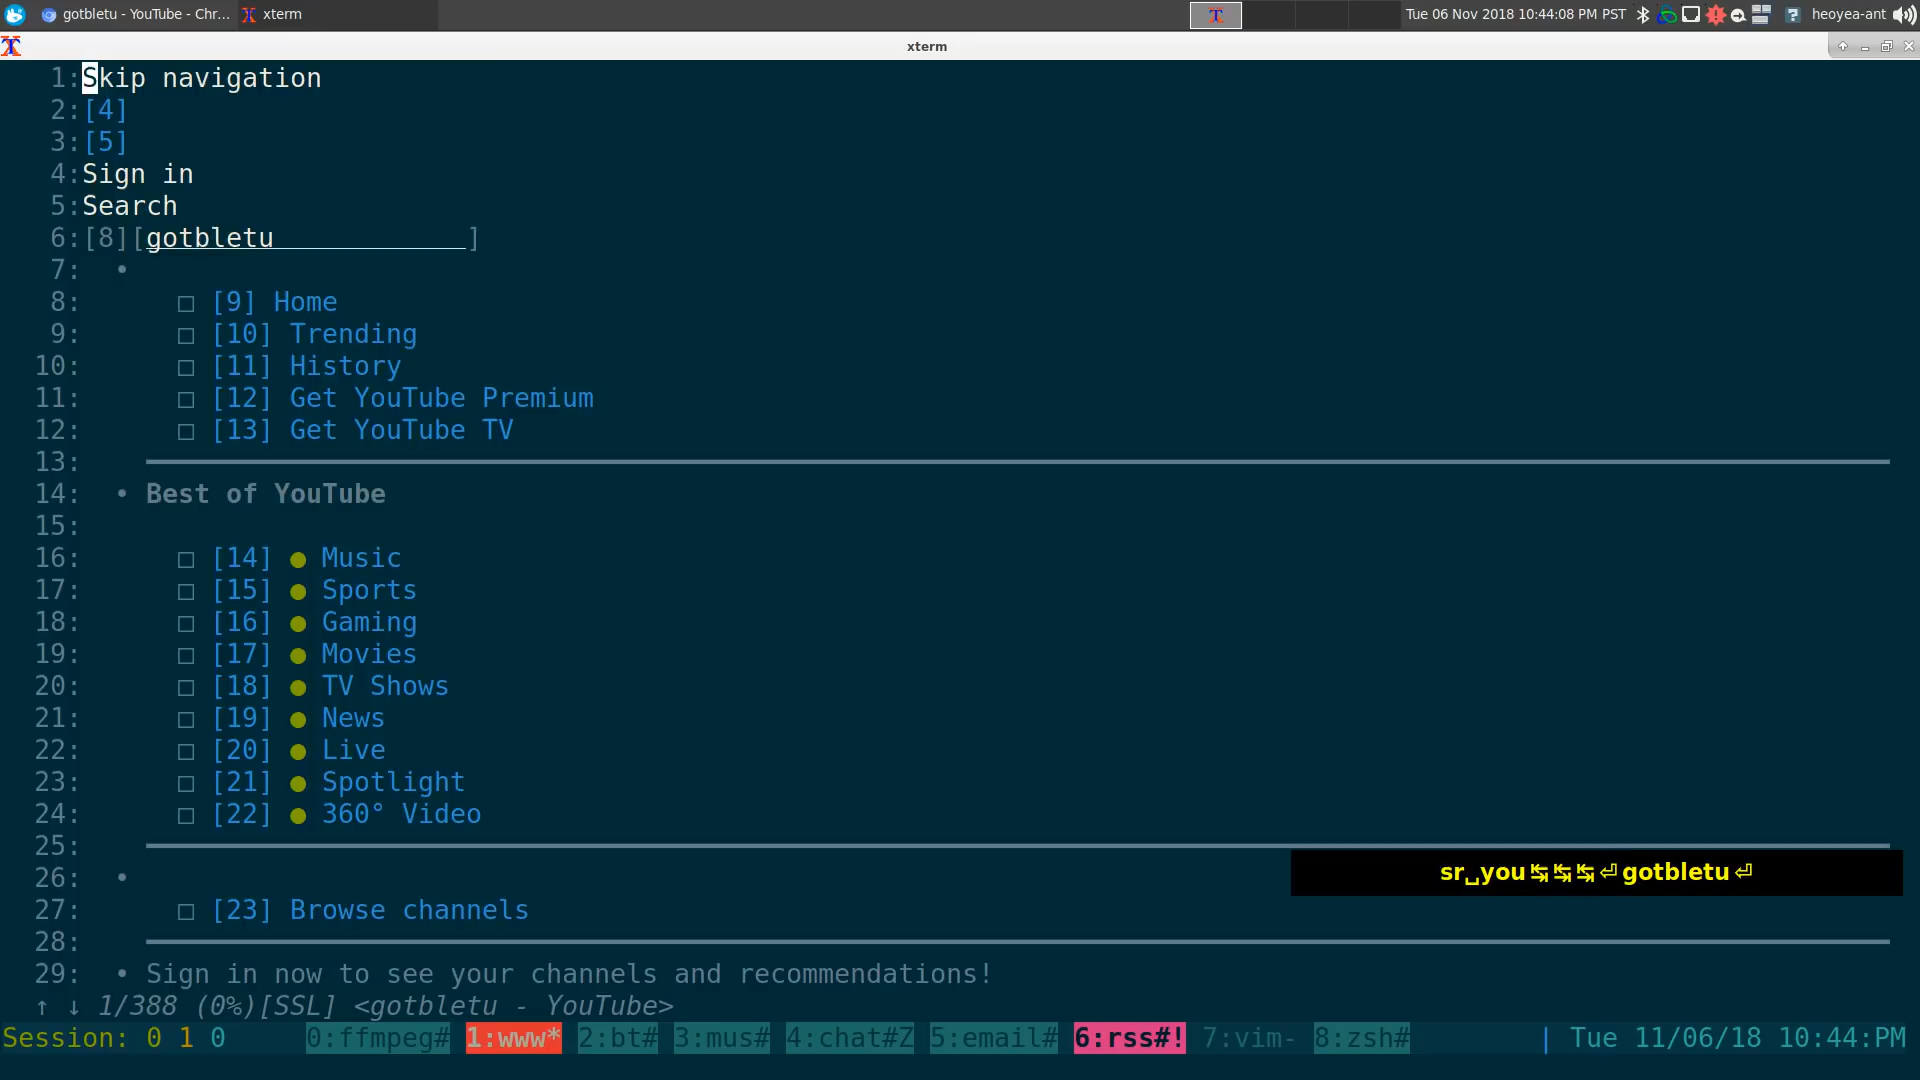 gotbletu - YouTube - Chr... xterm Tue 06 Nov 2018 10:44:08 PM PST heoyea-ant
xterm
1:Skip navigation
2:[4]
3:[5]
4:Sign in
5:Search
6:[8][gotbletu____________]
7: •
8: □ [9] Home
9: □ [10] Trending
10: □ [11] History
11: □ [12] Get YouTube Premium
12: □ [13] Get YouTube TV
13:
14: • Best of YouTube
15:
16: □ [14] ● Music
17: □ [15] ● Sports
18: □ [16] ● Gaming
19: □ [17] ● Movies
20: □ [18] ● TV Shows
21: □ [19] ● News
22: □ [20] ● Live
23: □ [21] ● Spotlight
24: □ [22] ● 360° Video
25:
26: •
sr␣you↹↹↹⏎gotbletu⏎
27: □ [23] Browse channels
28:
29: • Sign in now to see your channels and recommendations!
↑ ↓ 1/388 (0%)[SSL] <gotbletu - YouTube>
Session: 0 1 0 0:ffmpeg# 1:www* 2:bt# 3:mus# 4:chat#Z 5:email# 6:rss#! 7:vim- 8:zsh# | Tue 11/06/18 10:44:PM